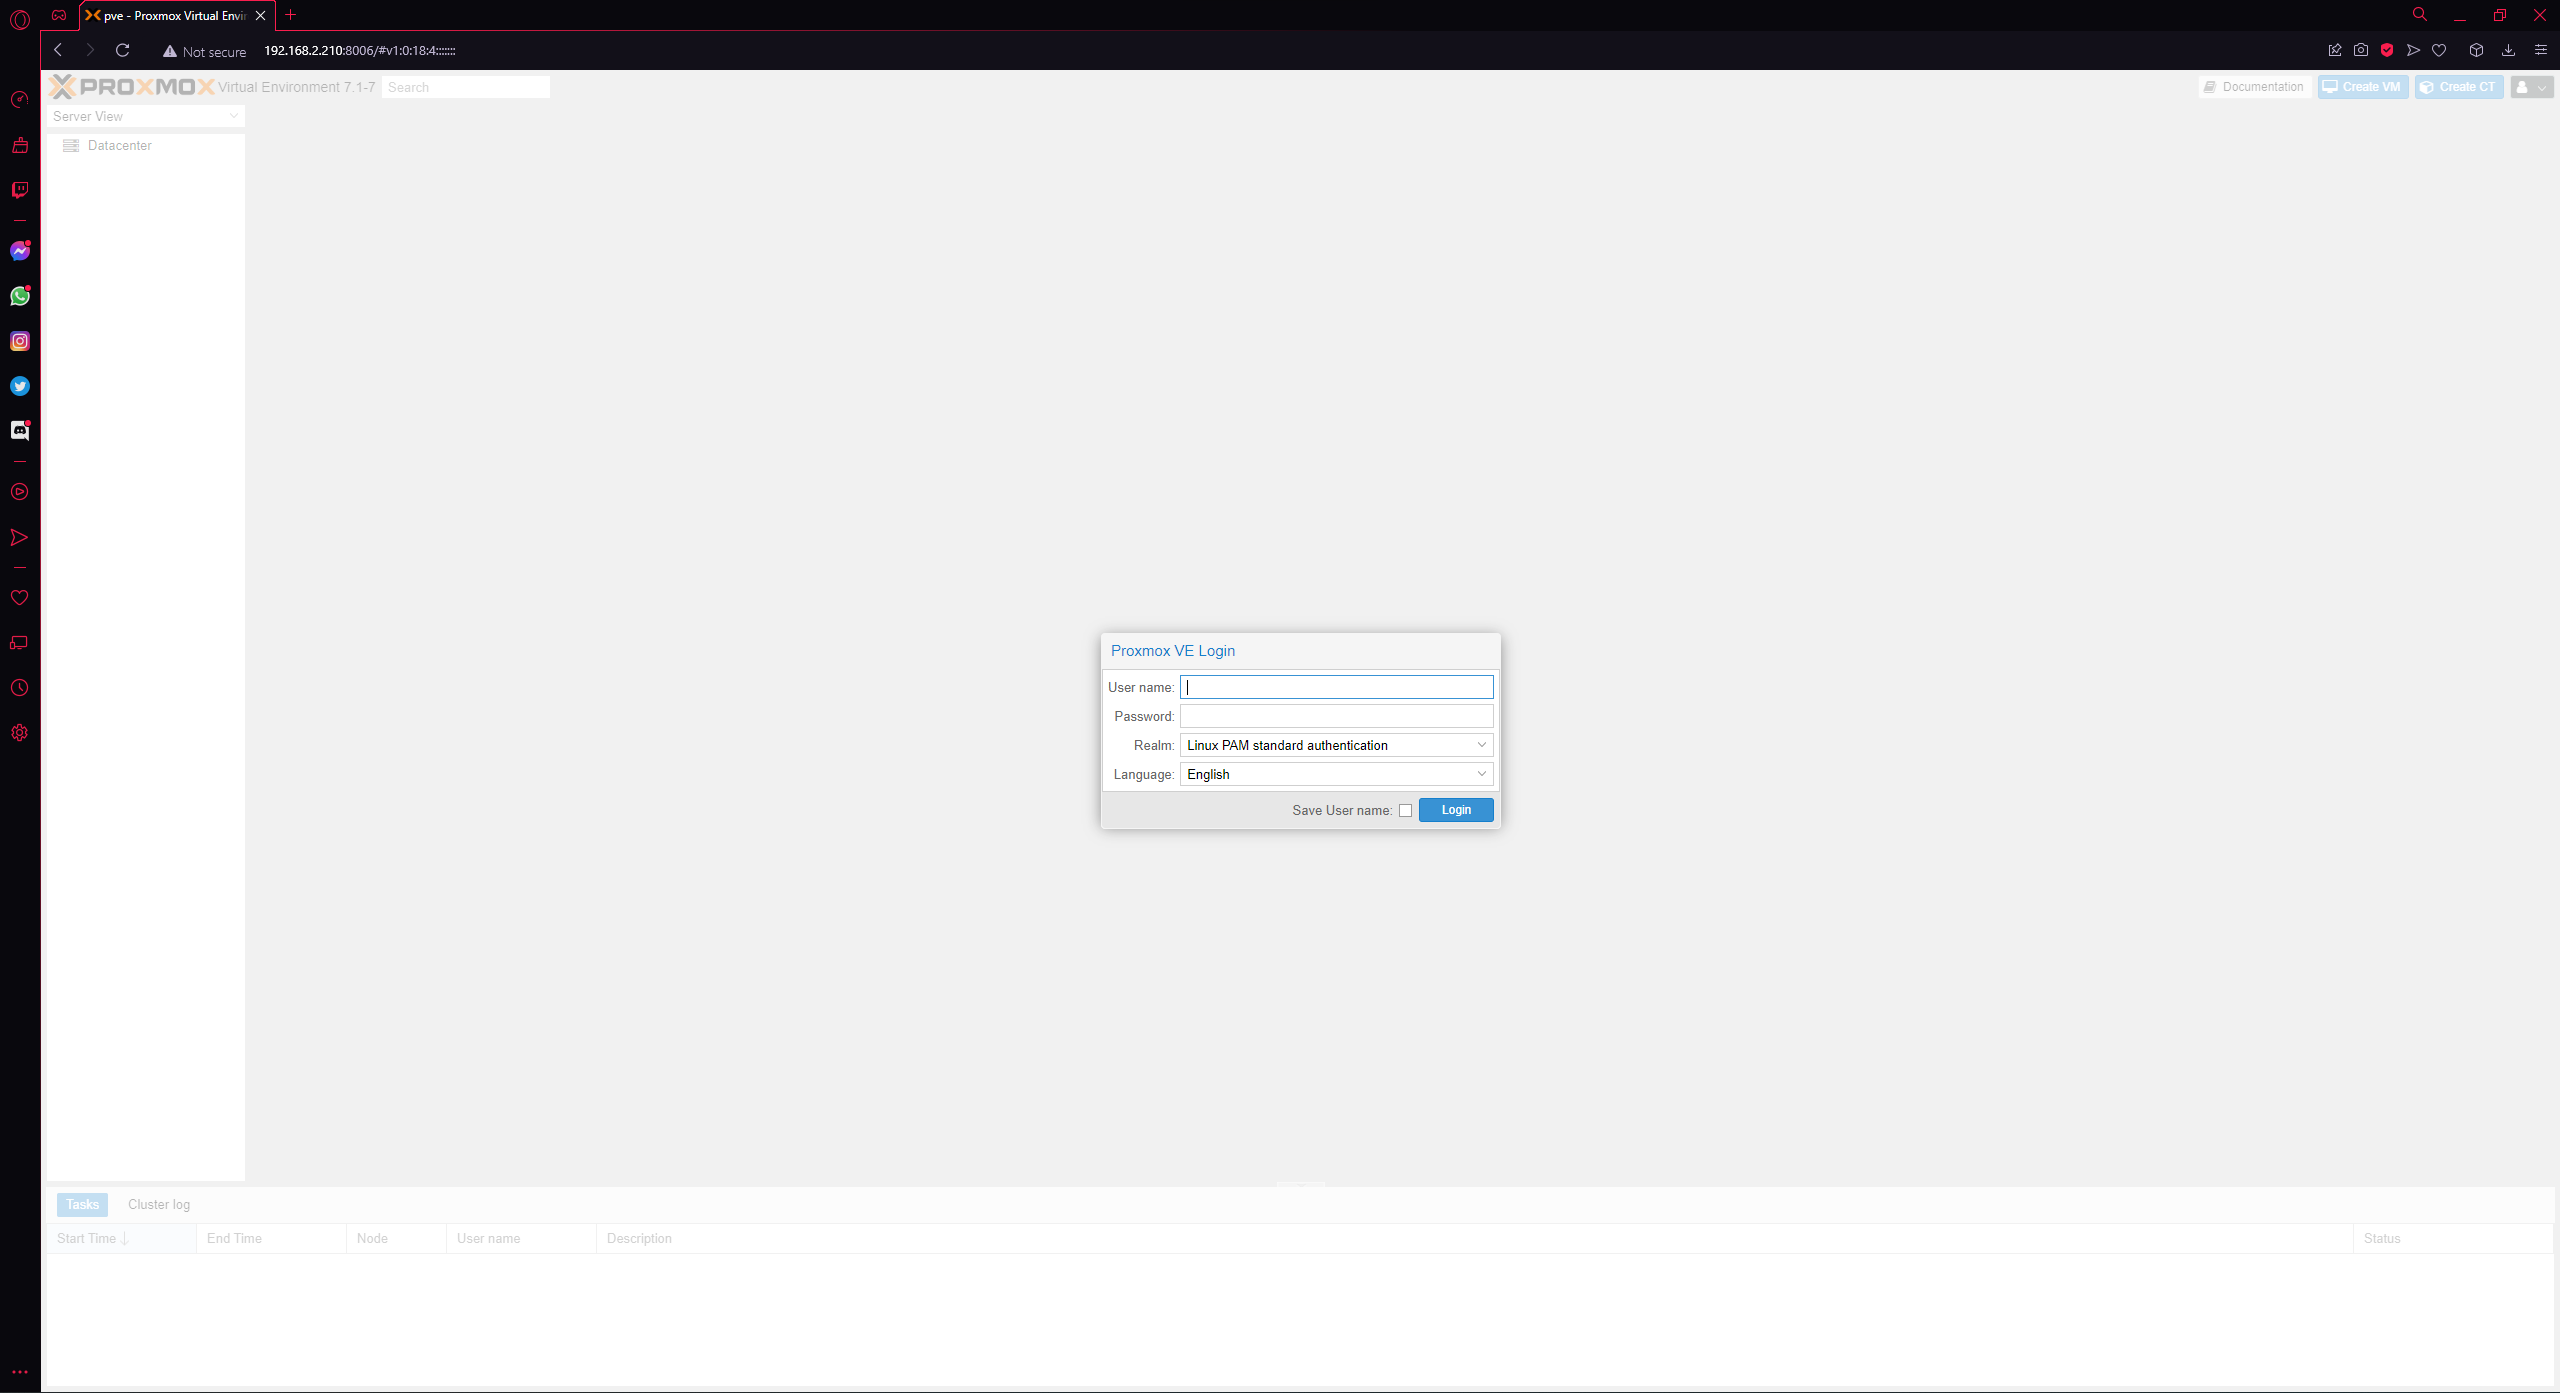 pve - Proxmox Virtual Envir
Not secure 192.168.2.210:8006/#v1:0:18:4:::::::
PROXMOX Virtual Environment 7.1-7 Search Documentation Create VM Create CT
Server View
Datacenter
Proxmox VE Login
User name:
Password:
Realm: Linux PAM standard authentication
Language: English
Save User name: Login
Tasks Cluster log
Start Time End Time Node User name Description Status